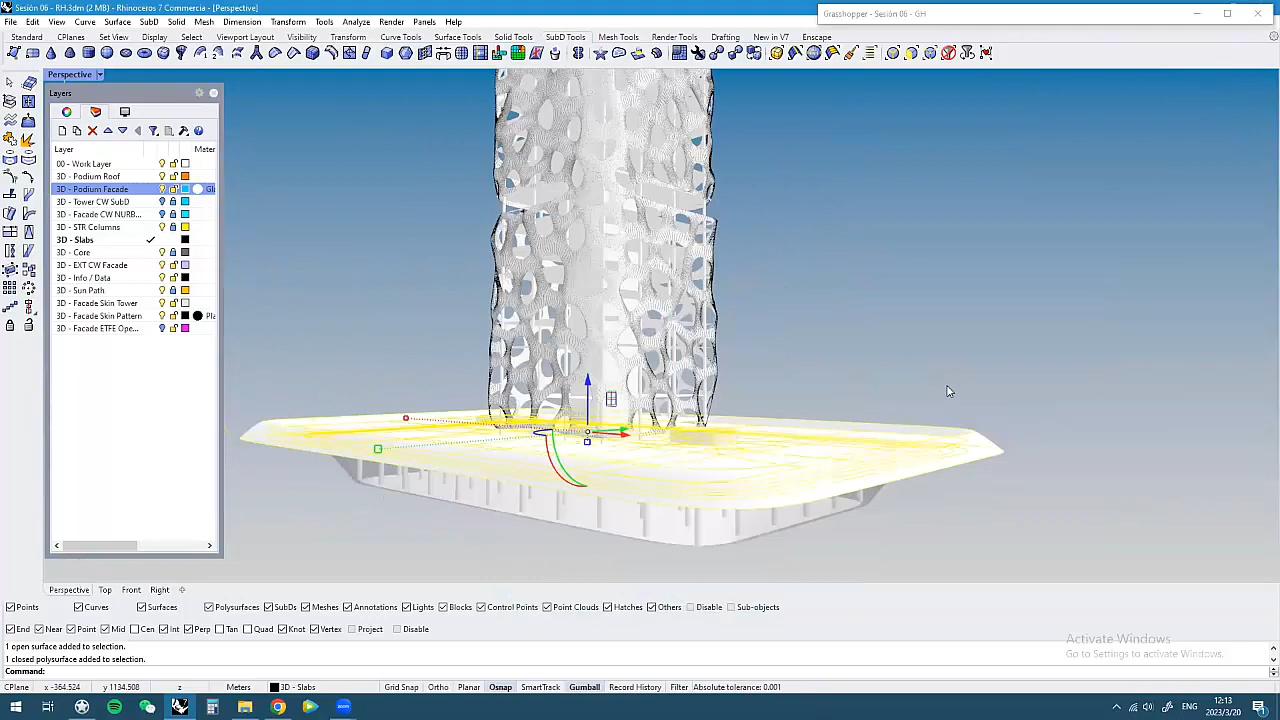 Sesión 06 - RH.3dm (2 MB) - Rhinoceros 7 Commercia - [Perspective]
Grasshopper - Sesión 06 - GH
File Edit View Curve Surface SubD Solid Mesh Dimension Transform Tools Analyze Render Panels Help
Standard CPlanes Set View Display Select Viewport Layout Visibility Transform Curve Tools Surface Tools Solid Tools SubD Tools Mesh Tools Render Tools Drafting New in V7 Enscape
Perspective
Layers
Layer Mater
00 - Work Layer
3D - Podium Roof
3D - Podium Facade Gl
3D - Tower CW SubD
3D - Facade CW NURB...
3D - STR Columns
3D - Slabs
3D - Core
3D - EXT CW Facade
3D - Info / Data
3D - Sun Path
3D - Facade Skin Tower
3D - Facade Skin Pattern Pla
3D - Facade ETFE Ope...
Perspective Top Front Right
Points Curves Surfaces Polysurfaces SubDs Meshes Annotations Lights Blocks Control Points Point Clouds Hatches Others Disable Sub-objects
End Near Point Mid Cen Int Perp Tan Quad Knot Vertex Project Disable
Activate Windows
Go to Settings to activate Windows.
1 open surface added to selection.
1 closed polysurface added to selection.
Command:
CPlane x -364.524 y 1134.508 z Meters 3D - Slabs Grid Snap Ortho Planar Osnap SmartTrack Gumball Record History Filter Absolute tolerance: 0.001
ENG
12:13
2023/3/20